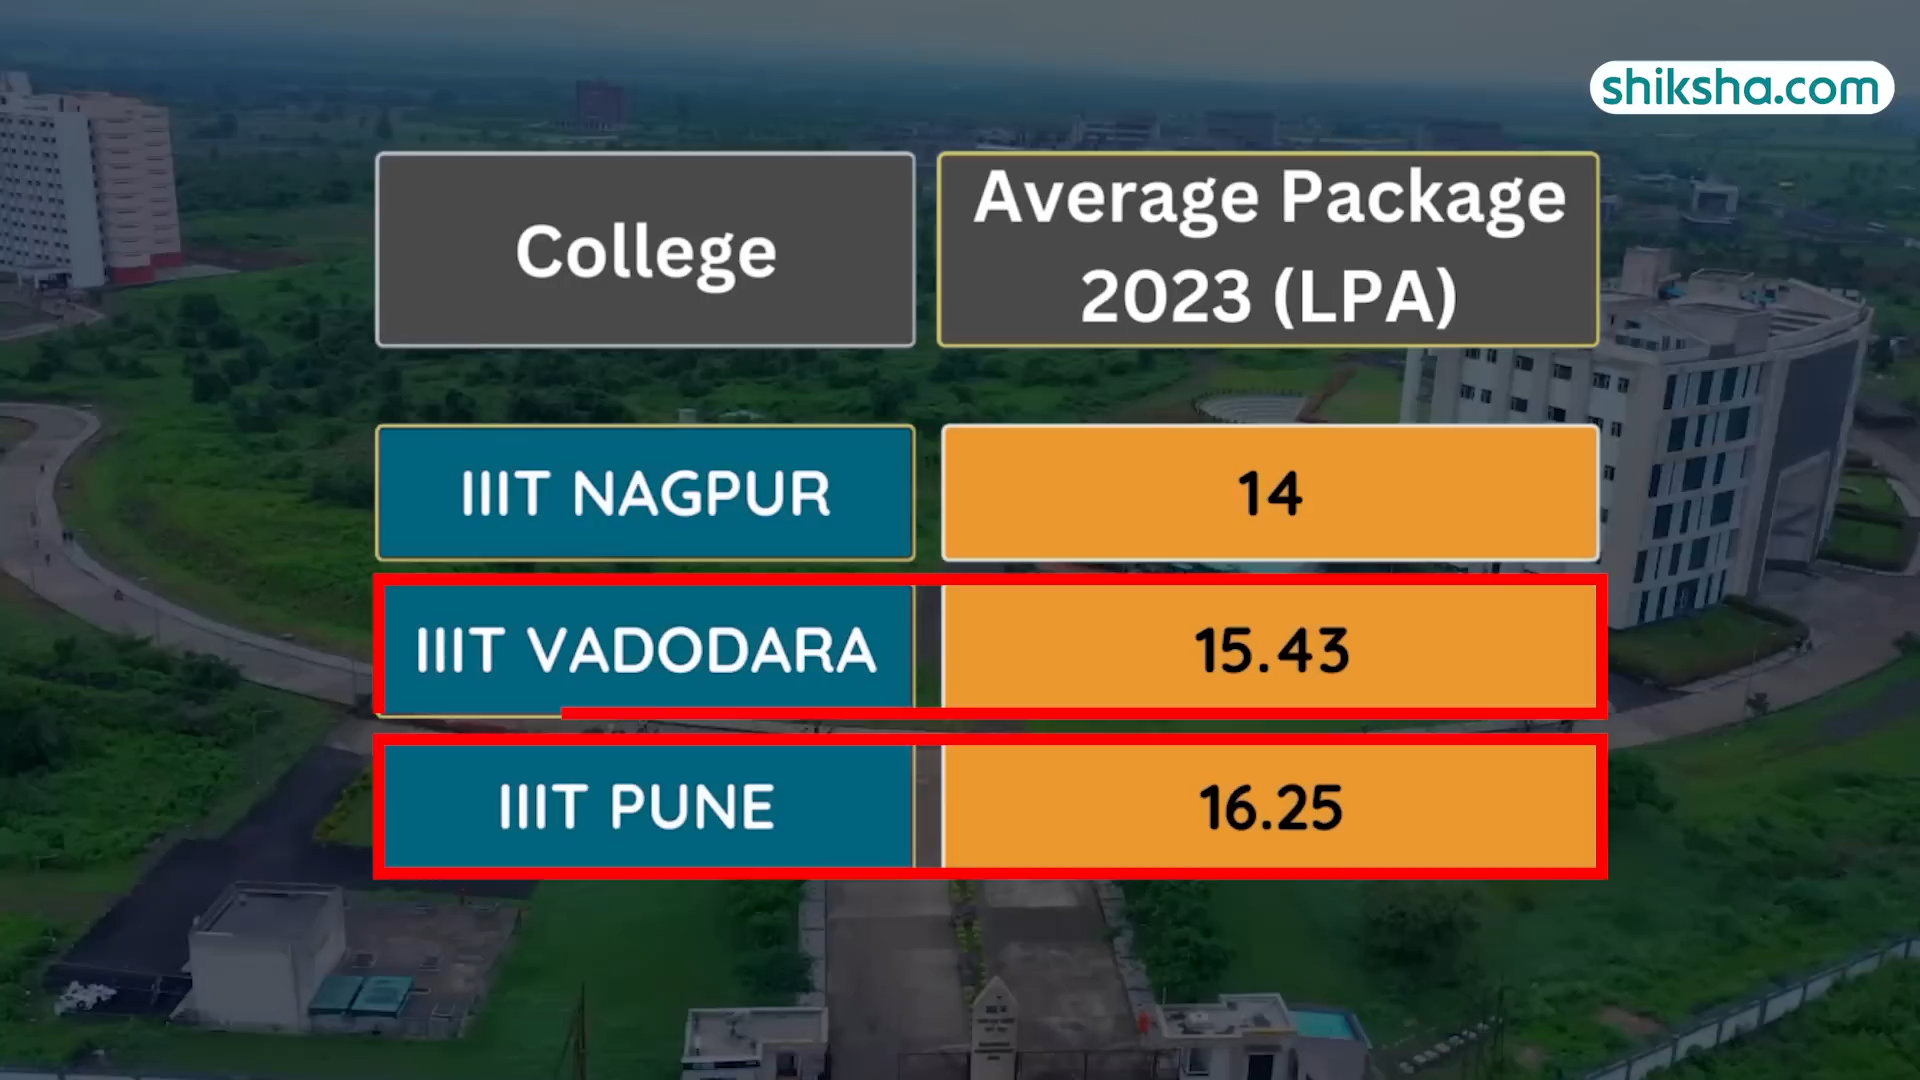 shiksha.com
College
Average Package
2023 (LPA)
IIIT NAGPUR
14
IIIT VADODARA
15.43
IIIT PUNE
16.25